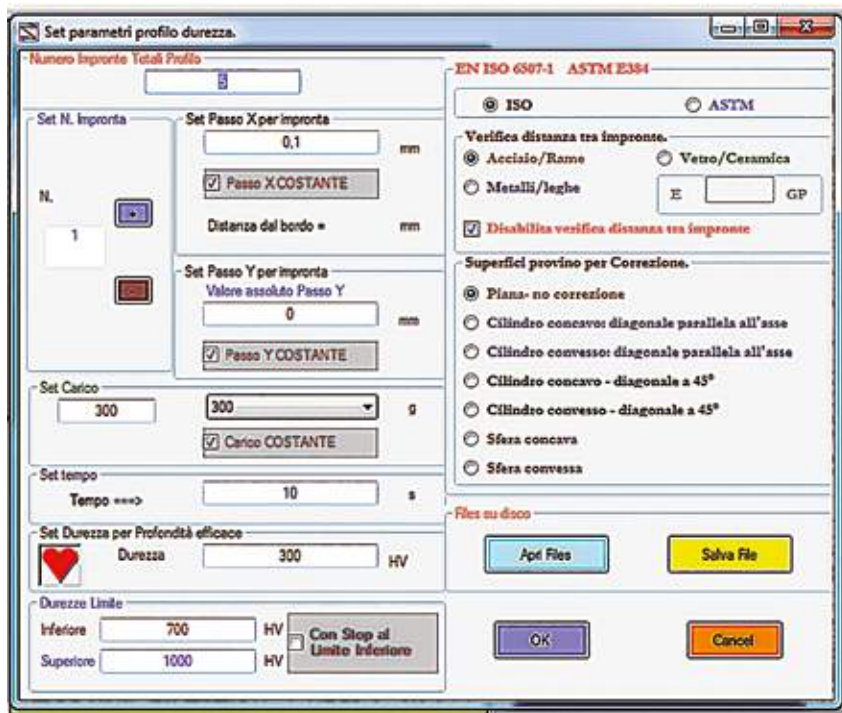 Set parametri profilo durezza.
Numero Impronte Totali Profilo
5
Set N. Impronta
N.
1
+
-
Set Passo X per impronta
0,1 mm
Passo X COSTANTE
Distanza dal bordo = mm
Set Passo Y per impronta
Valore assoluto Passo Y
0 mm
Passo Y COSTANTE
Set Carico
300 300 g
Carico COSTANTE
Set tempo
Tempo ===> 10 s
Set Durezza per Profondità efficace
Durezza 300 HV
Durezze Limite
Inferiore 700 HV
Superiore 1000 HV
Con Stop al
Limite Inferiore
EN ISO 6507-1 ASTM E384
ISO ASTM
Verifica distanza tra impronte.
Acciaio/Rame Vetro/Ceramica
Metalli/leghe E GP
Disabilita verifica distanza tra impronte
Superfici provino per Correzione.
Piana- no correzione
Cilindro concavo: diagonale parallela all'asse
Cilindro convesso: diagonale parallela all'asse
Cilindro concavo - diagonale a 45°
Cilindro convesso - diagonale a 45°
Sfera concava
Sfera convessa
Files su disco
Apri Files Salva File
OK Cancel